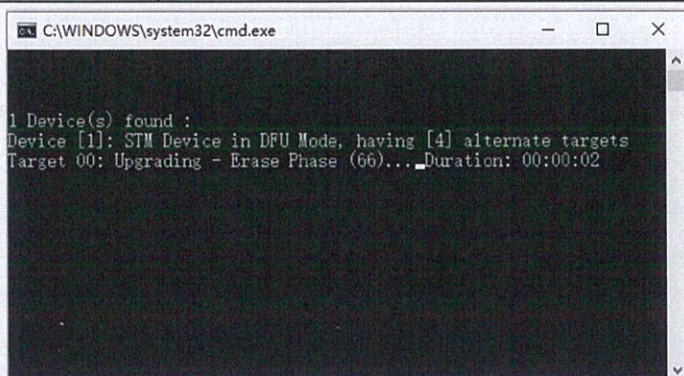 C:\WINDOWS\system32\cmd.exe
1 Device(s) found :
Device [1]: STM Device in DFU Mode, having [4] alternate targets
Target 00: Upgrading - Erase Phase (66)... Duration: 00:00:02